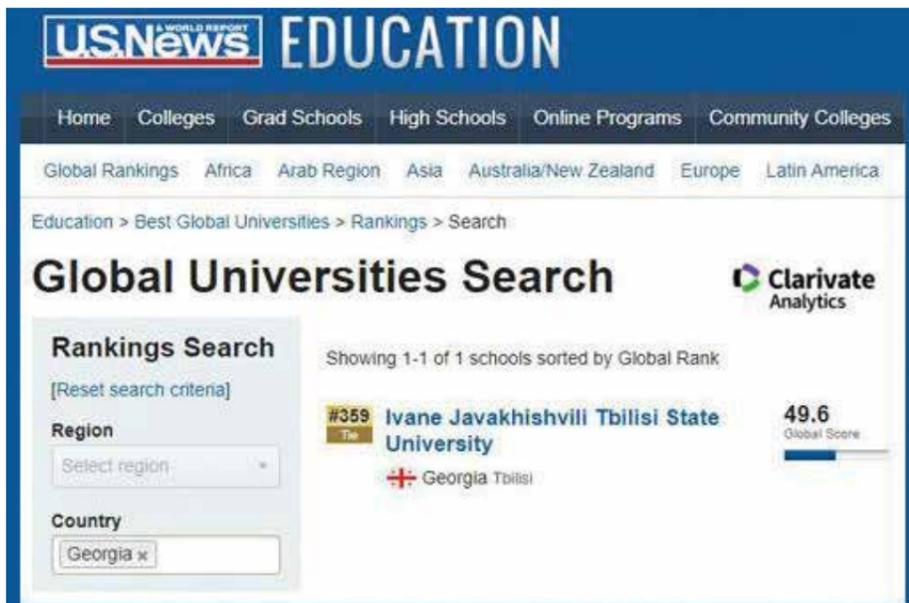 U.S.News & WORLD REPORT EDUCATION
Home Colleges Grad Schools High Schools Online Programs Community Colleges
Global Rankings Africa Arab Region Asia Australia/New Zealand Europe Latin America
Education > Best Global Universities > Rankings > Search
Global Universities Search
Clarivate
Analytics
Rankings Search
[Reset search criteria]
Region
Select region
Country
Georgia ×
Showing 1-1 of 1 schools sorted by Global Rank
#359
Tie
Ivane Javakhishvili Tbilisi State
University
Georgia Tbilisi
49.6
Global Score